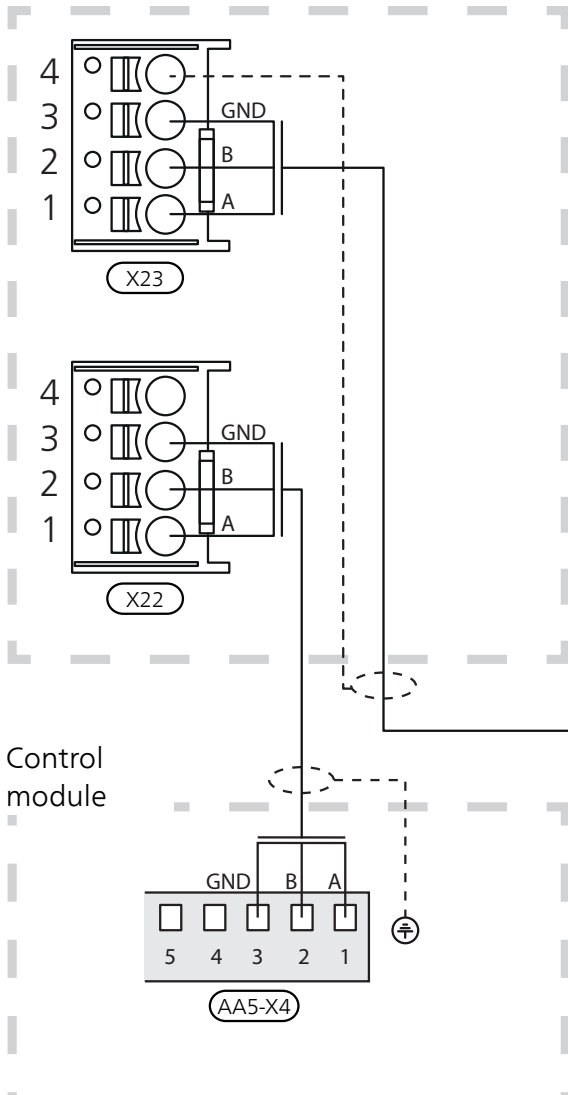 4
GND
3
B
2
A
1
X23
4
GND
3
B
2
A
1
X22
Control
module
GND B A
5 4 3 2 1
AA5-X4